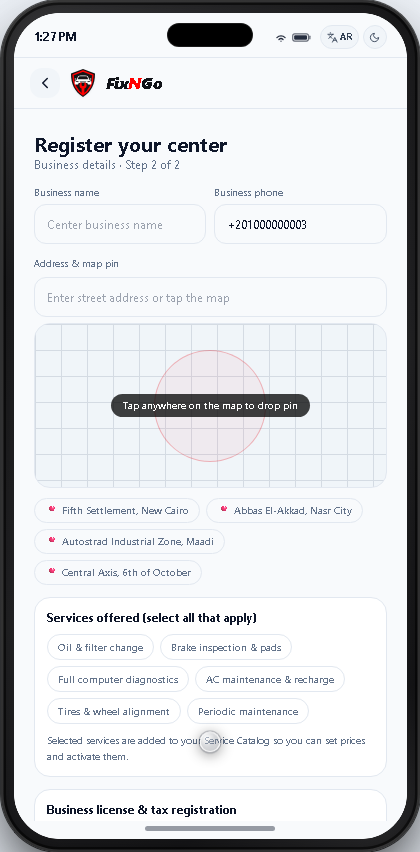 1:27 PM
AR
FixNGo
Register your center
Business details · Step 2 of 2
Business name
Business phone
Center business name
+201000000003
Address & map pin
Enter street address or tap the map
Tap anywhere on the map to drop pin
Fifth Settlement, New Cairo
Abbas El-Akkad, Nasr City
Autostrad Industrial Zone, Maadi
Central Axis, 6th of October
Services offered (select all that apply)
Oil & filter change
Brake inspection & pads
Full computer diagnostics
AC maintenance & recharge
Tires & wheel alignment
Periodic maintenance
Selected services are added to your Service Catalog so you can set prices
and activate them.
Business license & tax registration